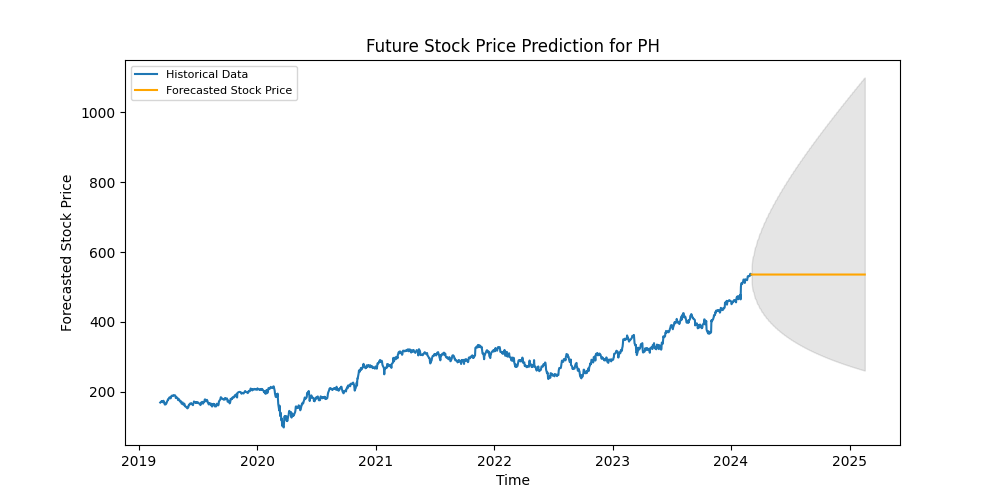 Future Stock Price Prediction for PH
Historical Data
Forecasted Stock Price
Forecasted Stock Price
1000
800
600
400
200
2019 2020 2021 2022 2023 2024 2025
Time